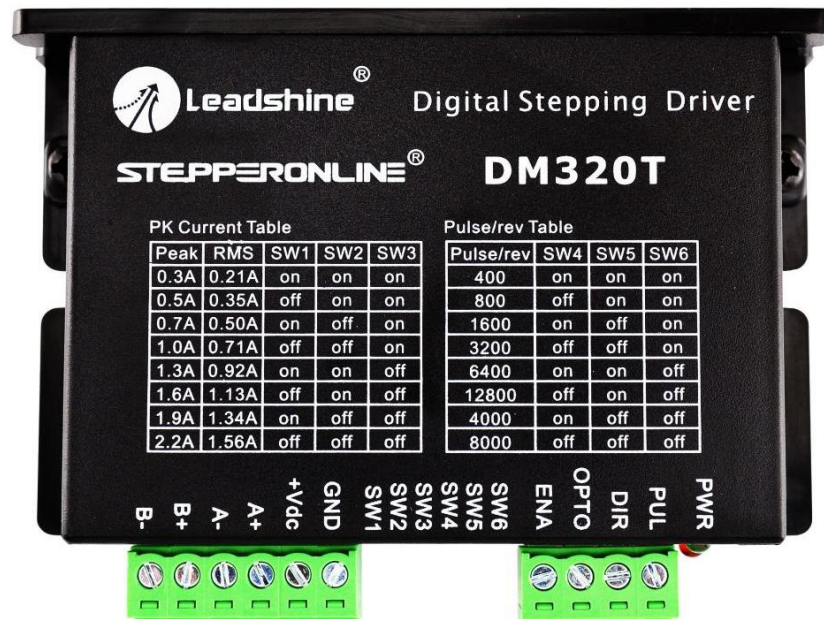 Leadshine® Digital Stepping Driver
STEPPERONLINE® DM320T
PK Current Table
Peak RMS SW1 SW2 SW3
0.3A 0.21A on on on
0.5A 0.35A off on on
0.7A 0.50A on off on
1.0A 0.71A off off on
1.3A 0.92A on on off
1.6A 1.13A off on off
1.9A 1.34A on off off
2.2A 1.56A off off off
Pulse/rev Table
Pulse/rev SW4 SW5 SW6
400 on on on
800 off on on
1600 on off on
3200 off off on
6400 on on off
12800 off on off
4000 on off off
8000 off off off
B- B+ A- A+ +Vdc GND SW1 SW2 SW3 SW4 SW5 SW6 ENA OPTO DIR PUL PWR